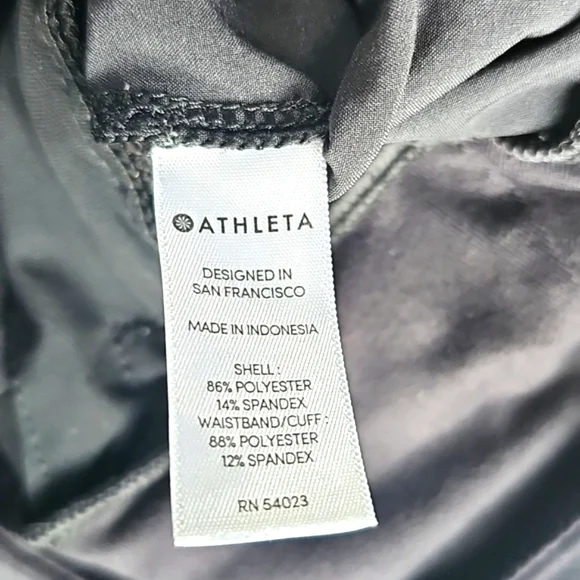 ATHLETA
DESIGNED IN
SAN FRANCISCO
MADE IN INDONESIA
SHELL :
86% POLYESTER
14% SPANDEX
WAISTBAND/CUFF :
88% POLYESTER
12% SPANDEX
RN 54023